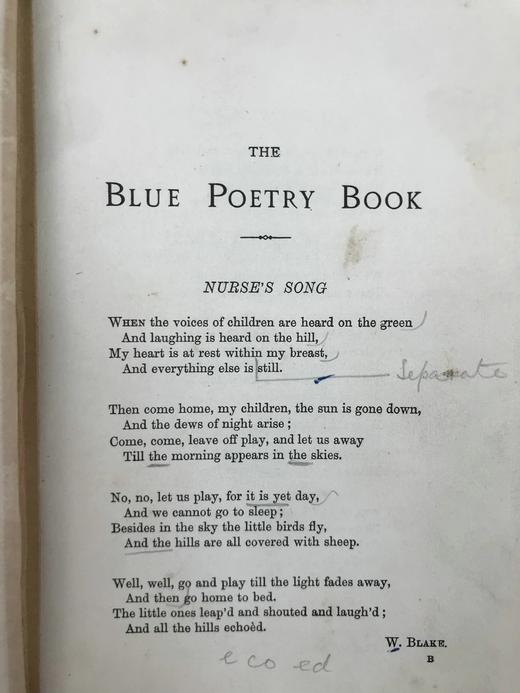 THE
BLUE POETRY BOOK
NURSE'S SONG
WHEN the voices of children are heard on the green
And laughing is heard on the hill,
My heart is at rest within my breast,
And everything else is still.
Separate
Then come home, my children, the sun is gone down,
And the dews of night arise;
Come, come, leave off play, and let us away
Till the morning appears in the skies.
No, no, let us play, for it is yet day,
And we cannot go to sleep;
Besides in the sky the little birds fly,
And the hills are all covered with sheep.
Well, well, go and play till the light fades away,
And then go home to bed.
The little ones leap'd and shouted and laugh'd;
And all the hills echoèd.
W. BLAKE.
B
e co ed